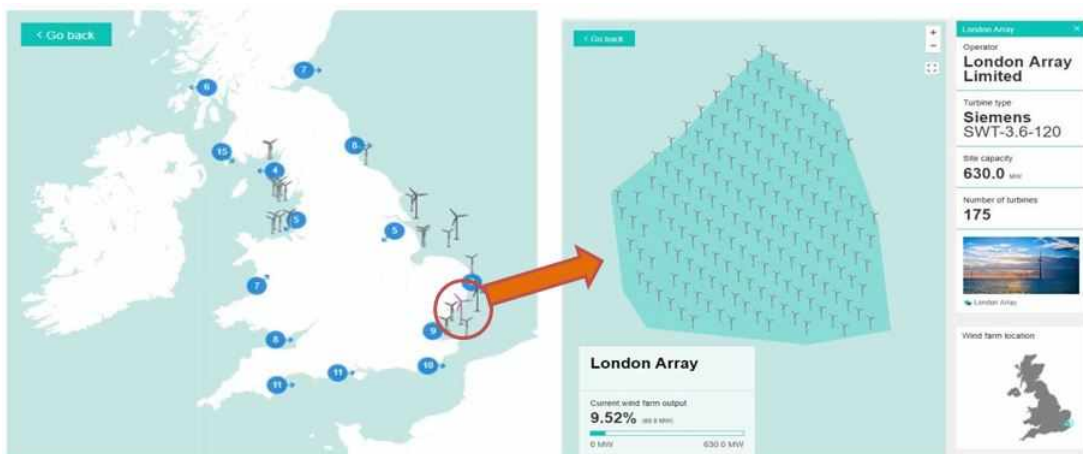 < Go back
7
6
15
4
8
5
5
7
9
8
10
11
11
< Go back
+
−
London Array
Current wind farm output
9.52%
0 MW
630.0 MW
London Array
×
Operator
London Array
Limited
Turbine type
Siemens
SWT-3.6-120
Site capacity
630.0 MW
Number of turbines
175
London Array
Wind farm location